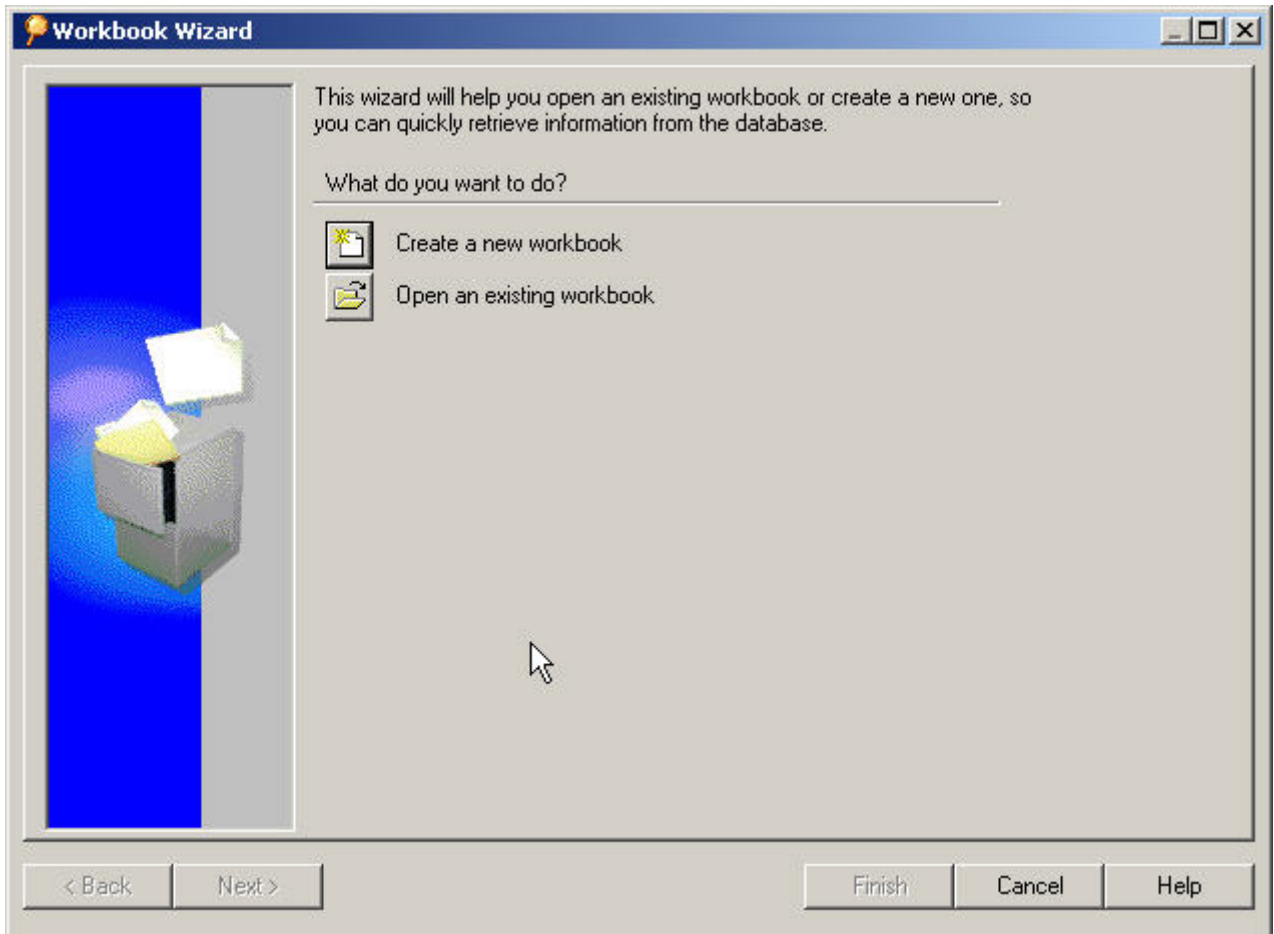 Workbook Wizard
This wizard will help you open an existing workbook or create a new one, so
you can quickly retrieve information from the database.
What do you want to do?
Create a new workbook
Open an existing workbook
< Back Next > Finish Cancel Help